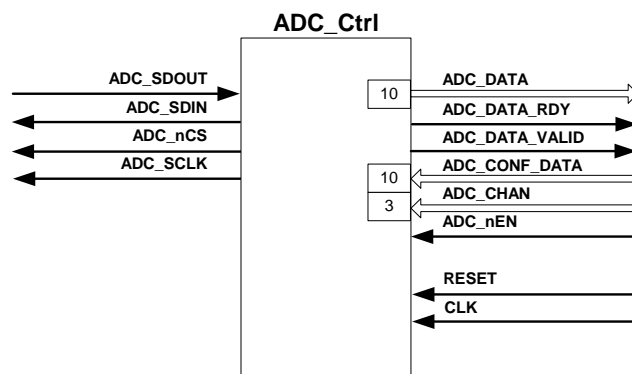 ADC_Ctrl
ADC_SDOUT
ADC_SDIN
ADC_nCS
ADC_SCLK
10 ADC_DATA
ADC_DATA_RDY
ADC_DATA_VALID
10 ADC_CONF_DATA
3 ADC_CHAN
ADC_nEN
RESET
CLK